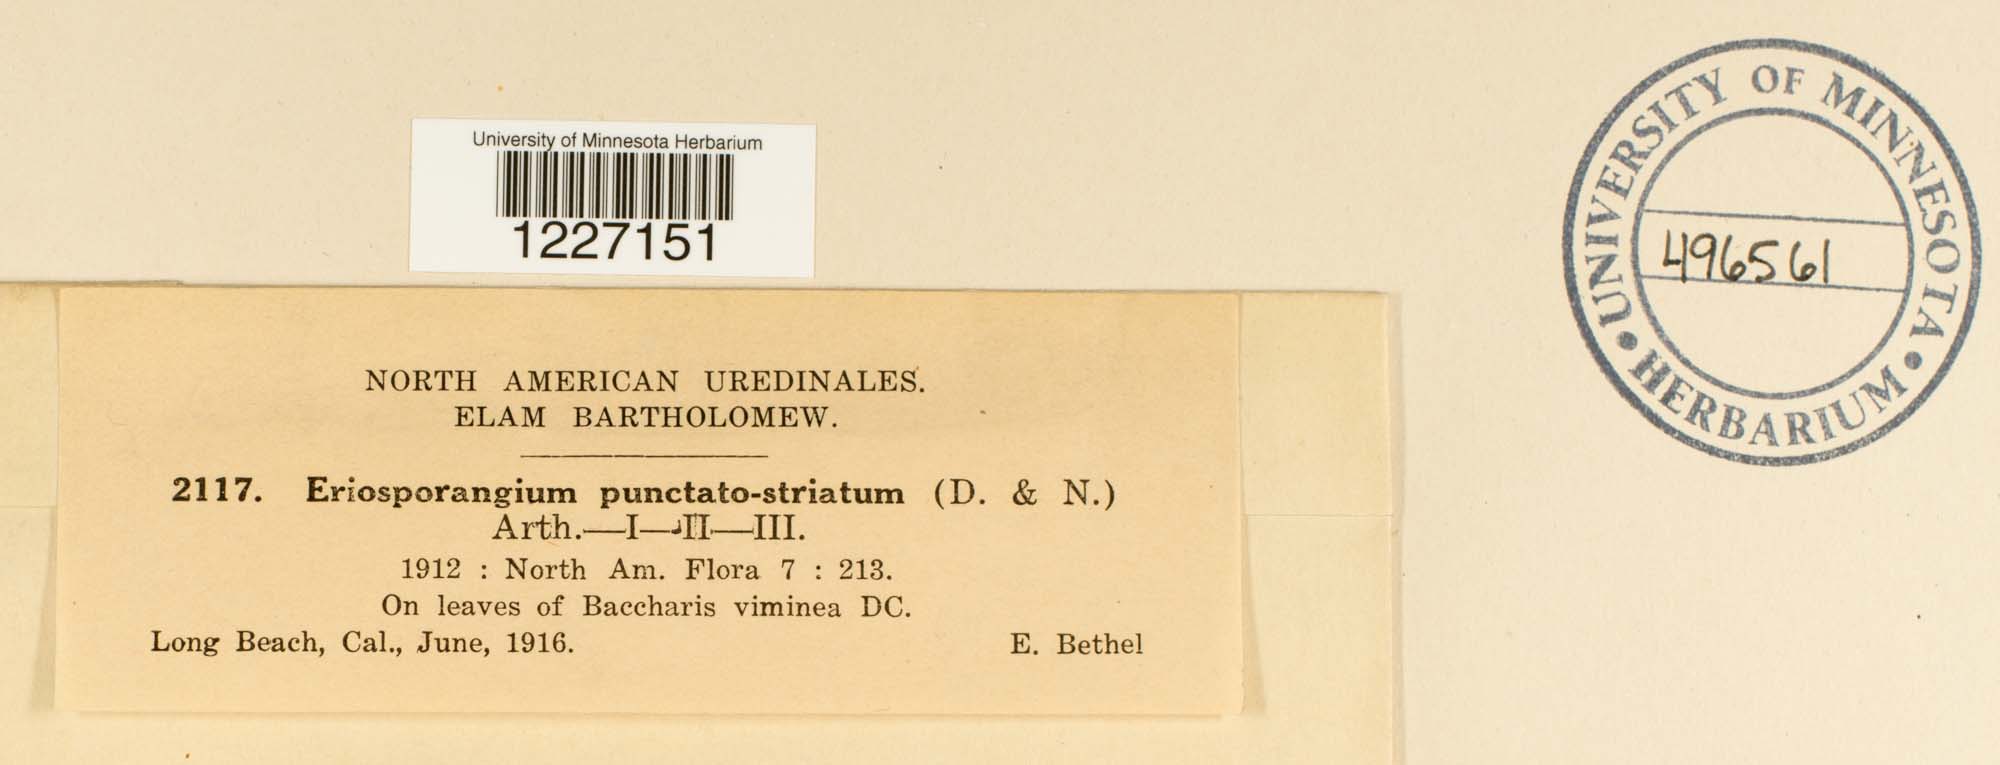 University of Minnesota Herbarium
1227151
UNIVERSITY OF MINNESOTA
• HERBARIUM •
496561
NORTH AMERICAN UREDINALES.
ELAM BARTHOLOMEW.
2117. Eriosporangium punctato-striatum (D. & N.)
Arth.—I—II—III.
1912 : North Am. Flora 7 : 213.
On leaves of Baccharis viminea DC.
Long Beach, Cal., June, 1916. E. Bethel